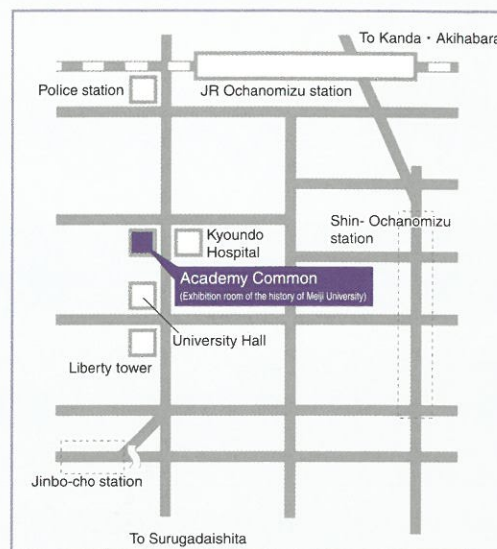 To Kanda・Akihabara
Police station
JR Ochanomizu station
Shin- Ochanomizu
station
Kyoundo
Hospital
Academy Common
(Exhibition room of the history of Meiji University)
University Hall
Liberty tower
Jinbo-cho station
To Surugadaishita